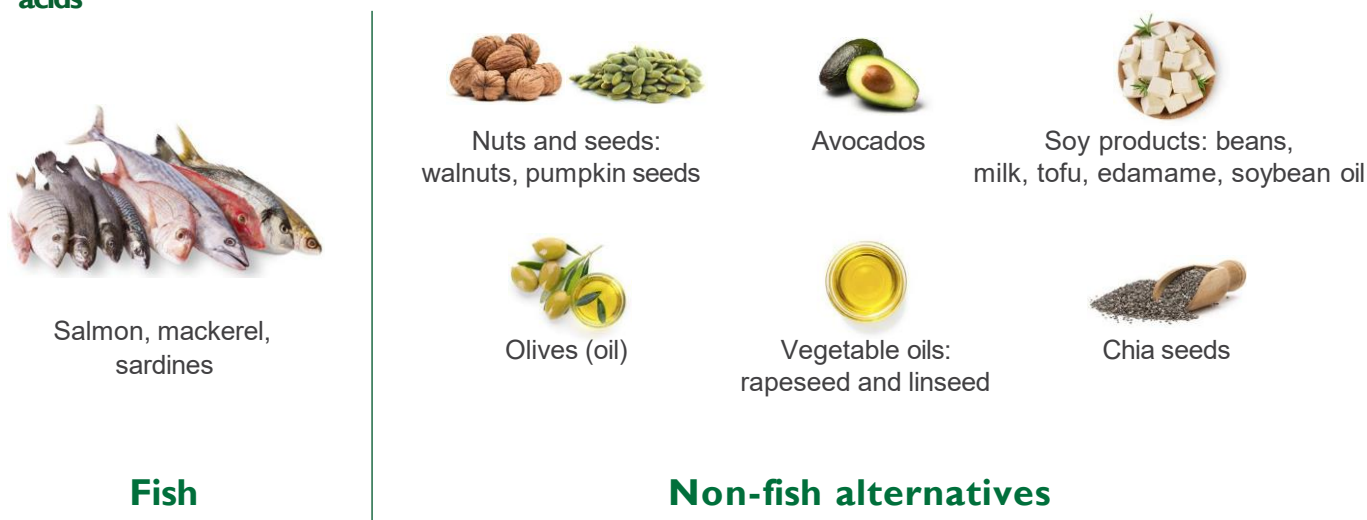 acids
Nuts and seeds:
walnuts, pumpkin seeds
Avocados
Soy products: beans,
milk, tofu, edamame, soybean oil
Salmon, mackerel,
sardines
Olives (oil)
Vegetable oils:
rapeseed and linseed
Chia seeds
Fish
Non-fish alternatives